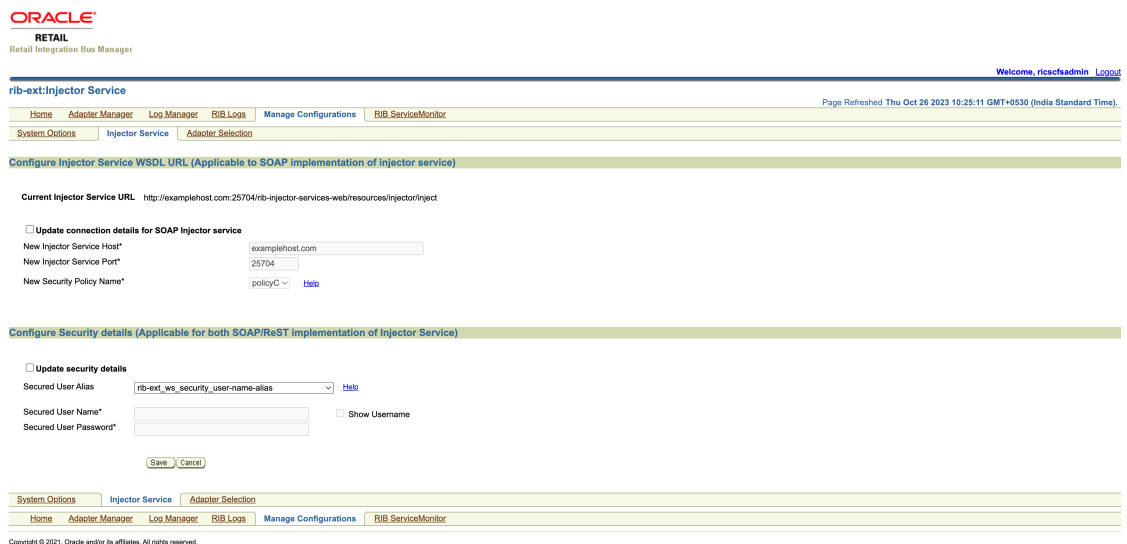 ORACLE
RETAIL
Retail Integration Bus Manager
Welcome, ricscfsadmin Logout
rib-ext:Injector Service
Page Refreshed Thu Oct 26 2023 10:25:11 GMT+0530 (India Standard Time).
Home Adapter Manager Log Manager RIB Logs Manage Configurations RIB ServiceMonitor
System Options Injector Service Adapter Selection
Configure Injector Service WSDL URL (Applicable to SOAP implementation of injector service)
Current Injector Service URL http://examplehost.com:25704/rib-injector-services-web/resources/injector/inject
Update connection details for SOAP Injector service
New Injector Service Host* examplehost.com
New Injector Service Port* 25704
New Security Policy Name* policyC Help
Configure Security details (Applicable for both SOAP/ReST implementation of Injector Service)
Update security details
Secured User Alias rib-ext_ws_security_user-name-alias Help
Secured User Name* Show Username
Secured User Password*
Save Cancel
System Options Injector Service Adapter Selection
Home Adapter Manager Log Manager RIB Logs Manage Configurations RIB ServiceMonitor
Copyright © 2021, Oracle and/or its affiliates. All rights reserved.